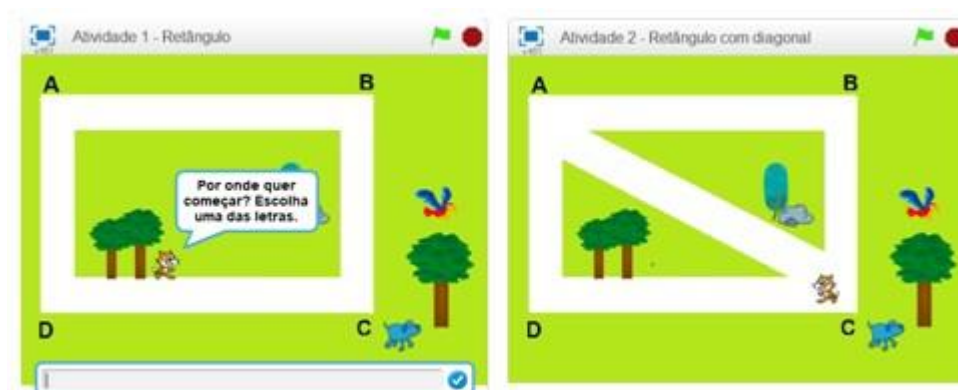 Atividade 1 - Retângulo
A
B
Por onde quer
começar? Escolha
uma das letras.
D
C
Atividade 2 - Retângulo com diagonal
A
B
D
C